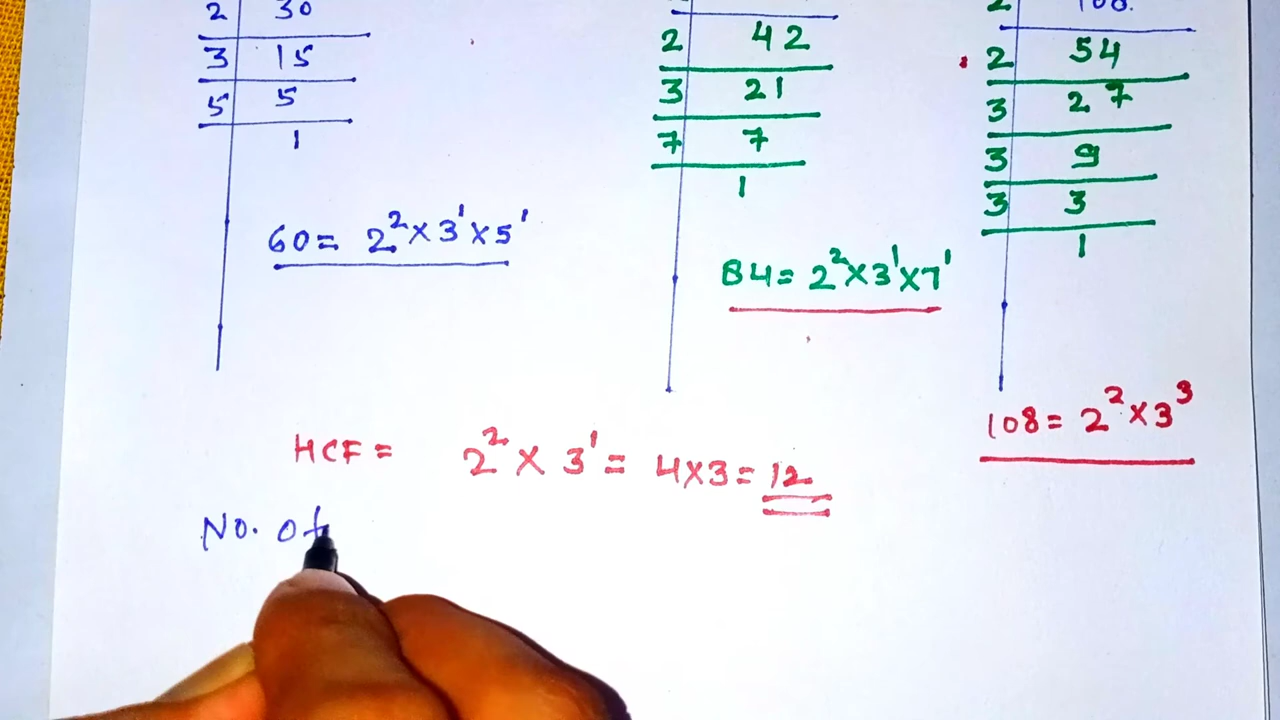 2 30
3 15
5 5
1
60 = 2² × 3¹ × 5¹
2 42
3 21
7 7
1
84 = 2² × 3¹ × 7¹
2 108.
2 54
3 27
3 9
3 3
1
108 = 2² × 3³
HCF = 2² × 3¹ = 4×3 = 12
No. of